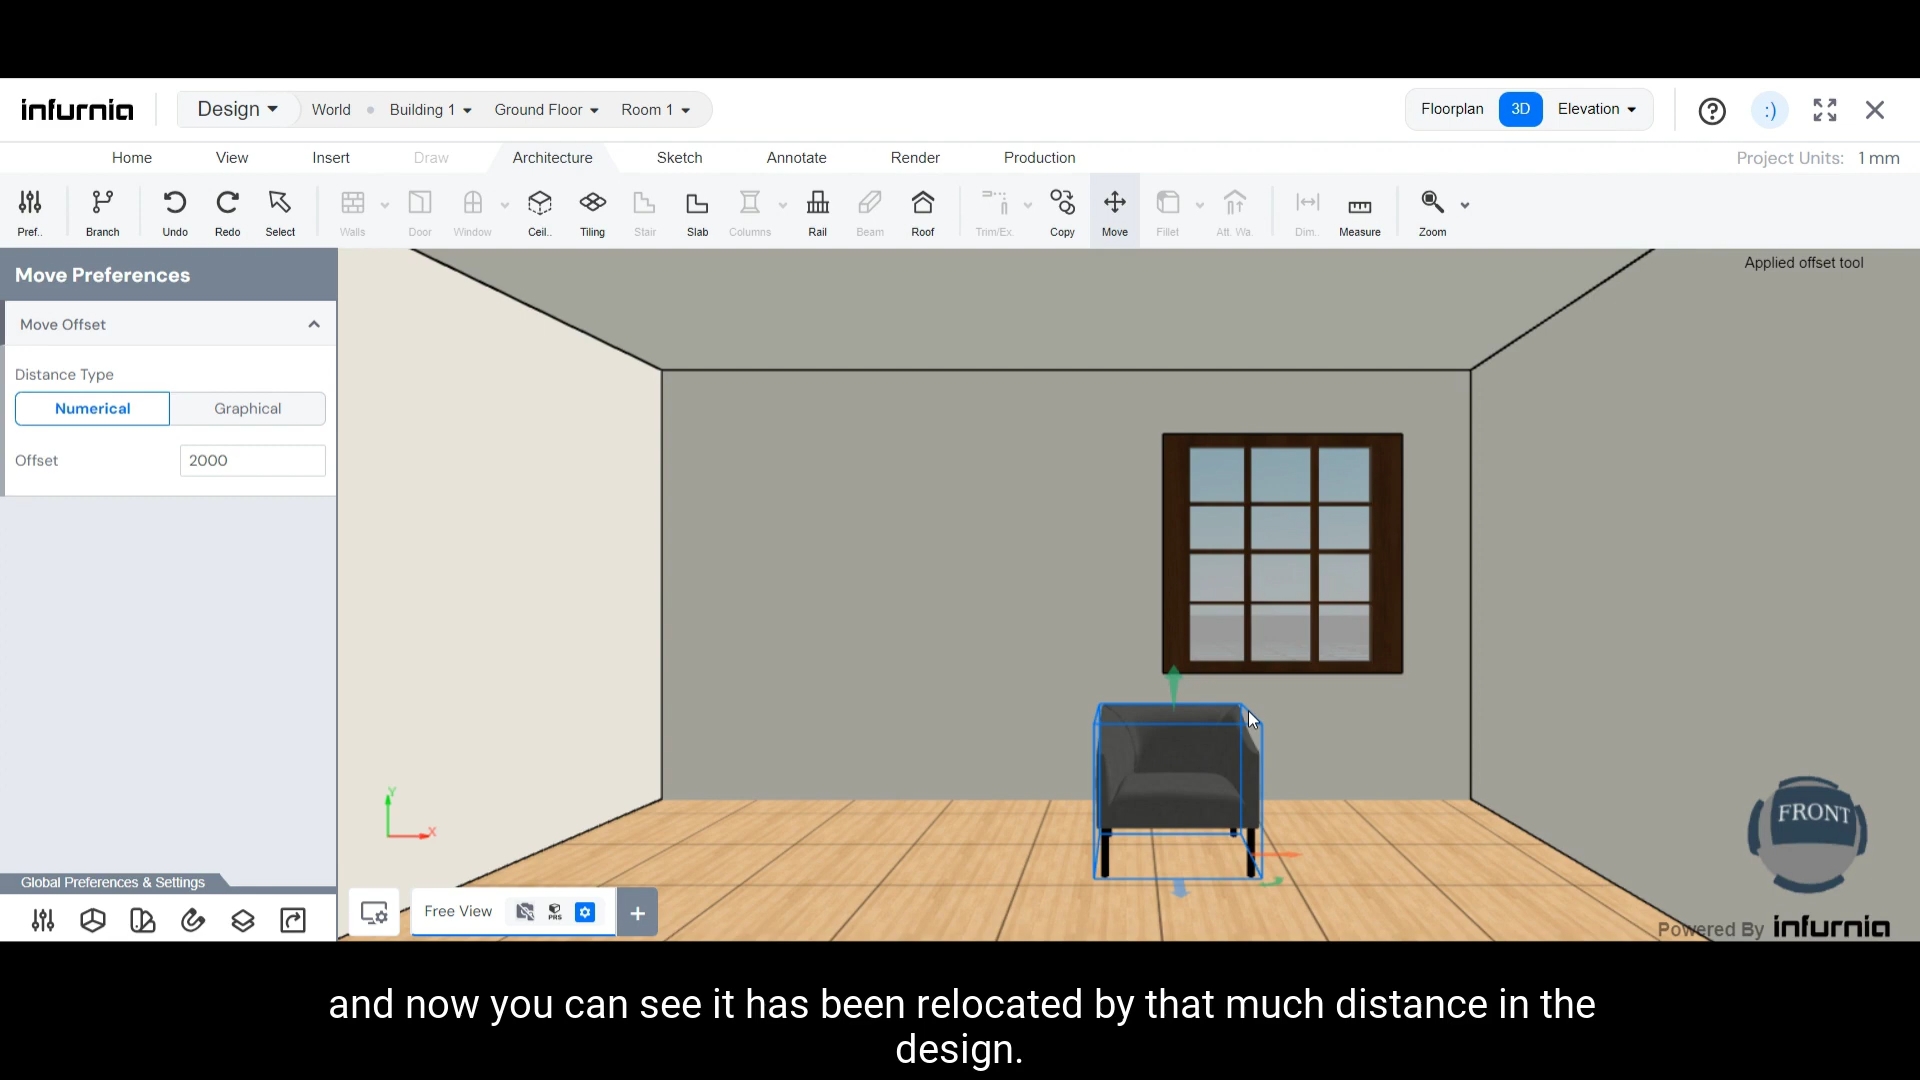 infurnia
Design
World
Building 1
Ground Floor
Room 1
Floorplan
3D
Elevation
:)
Home
View
Insert
Draw
Architecture
Sketch
Annotate
Render
Production
Project Units: 1 mm
Pref..
Branch
Undo
Redo
Select
Walls
Door
Window
Ceil..
Tiling
Stair
Slab
Columns
Rail
Beam
Roof
Trim/Ex.
Copy
Move
Fillet
Att. Wa.
Dim..
Measure
Zoom
Move Preferences
Applied offset tool
Move Offset
Distance Type
Numerical
Graphical
Offset
2000
Y
X
FRONT
Global Preferences & Settings
Free View
PRS
+
Powered By infurnia
and now you can see it has been relocated by that much distance in the
design.